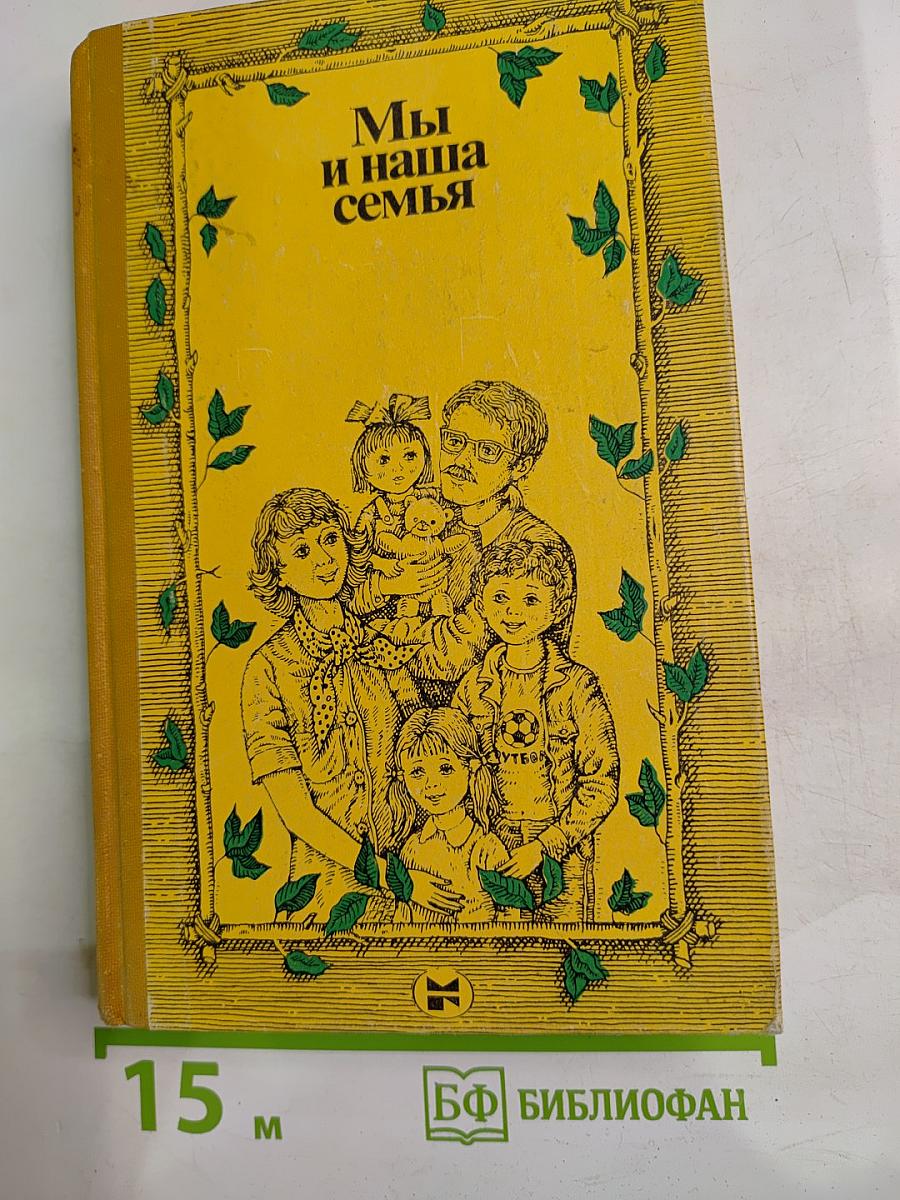 Мы
и наша
семья
ФУТБОЛ
15 м
БФ БИБЛИОФАН